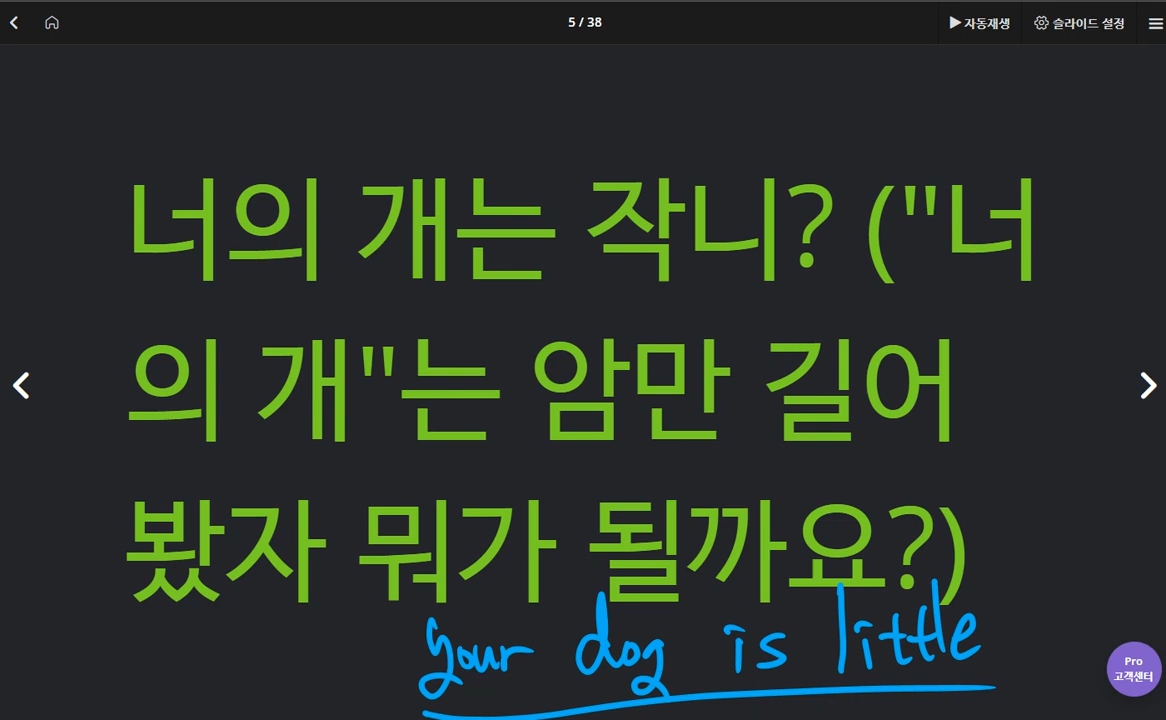 5 / 38
▶ 자동재생
슬라이드 설정
너의 개는 작니? ("너
의 개"는 암만 길어
봤자 뭐가 될까요?)
your dog is little
Pro
고객센터